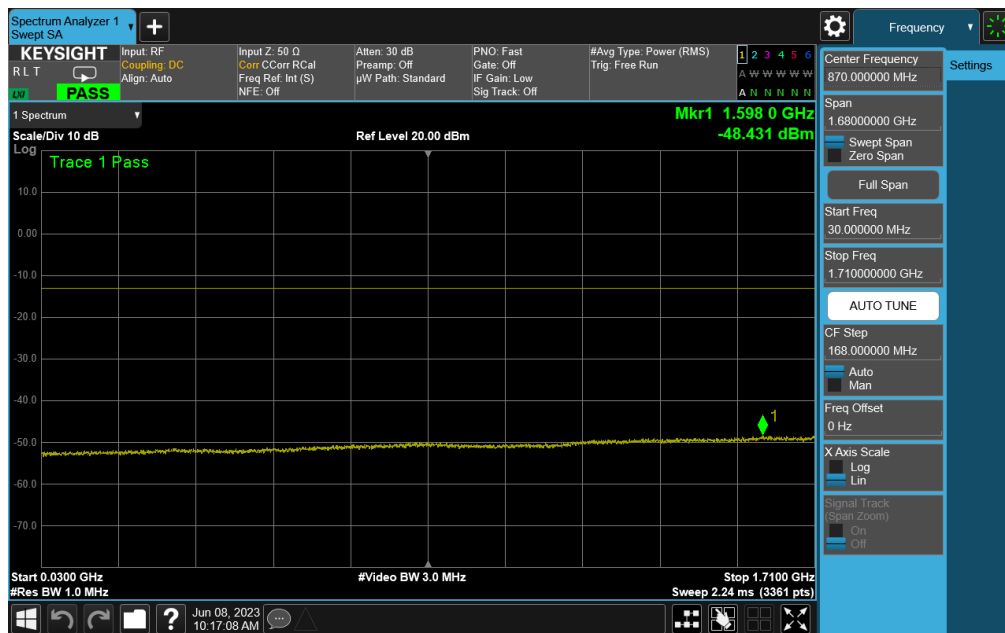 Spectrum Analyzer 1
Swept SA
Frequency
KEYSIGHT
R L T
LXI
PASS
Input: RF
Coupling: DC
Align: Auto
Input Z: 50 Ω
Corr CCorr RCal
Freq Ref: Int (S)
NFE: Off
Atten: 30 dB
Preamp: Off
µW Path: Standard
PNO: Fast
Gate: Off
IF Gain: Low
Sig Track: Off
#Avg Type: Power (RMS)
Trig: Free Run
1 2 3 4 5 6
A W W W W W
A N N N N N
1 Spectrum
Scale/Div 10 dB
Ref Level 20.00 dBm
Mkr1 1.598 0 GHz
-48.431 dBm
Log
Trace 1 Pass
10.0
0.00
-10.0
-20.0
-30.0
-40.0
-50.0
-60.0
-70.0
1
Start 0.0300 GHz
#Video BW 3.0 MHz
Stop 1.7100 GHz
#Res BW 1.0 MHz
Sweep 2.24 ms (3361 pts)
Jun 08, 2023
10:17:08 AM
Center Frequency
870.000000 MHz
Settings
Span
1.68000000 GHz
Swept Span
Zero Span
Full Span
Start Freq
30.000000 MHz
Stop Freq
1.710000000 GHz
AUTO TUNE
CF Step
168.000000 MHz
Auto
Man
Freq Offset
0 Hz
X Axis Scale
Log
Lin
Signal Track
(Span Zoom)
On
Off